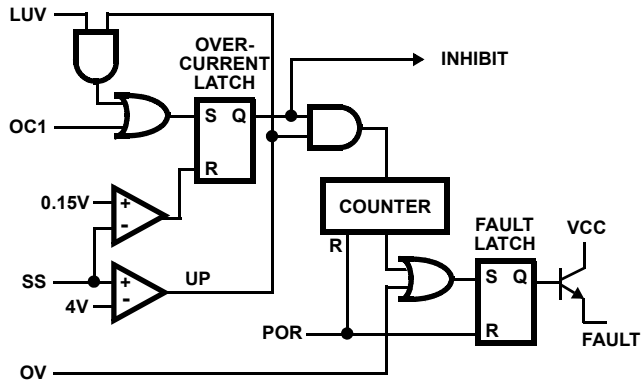 LUV
OVER-
CURRENT
LATCH
INHIBIT
S Q
OC1
R
0.15V
+
-
COUNTER
R
FAULT
LATCH
VCC
SS
+
UP
4V
-
S Q
POR
R
FAULT
OV